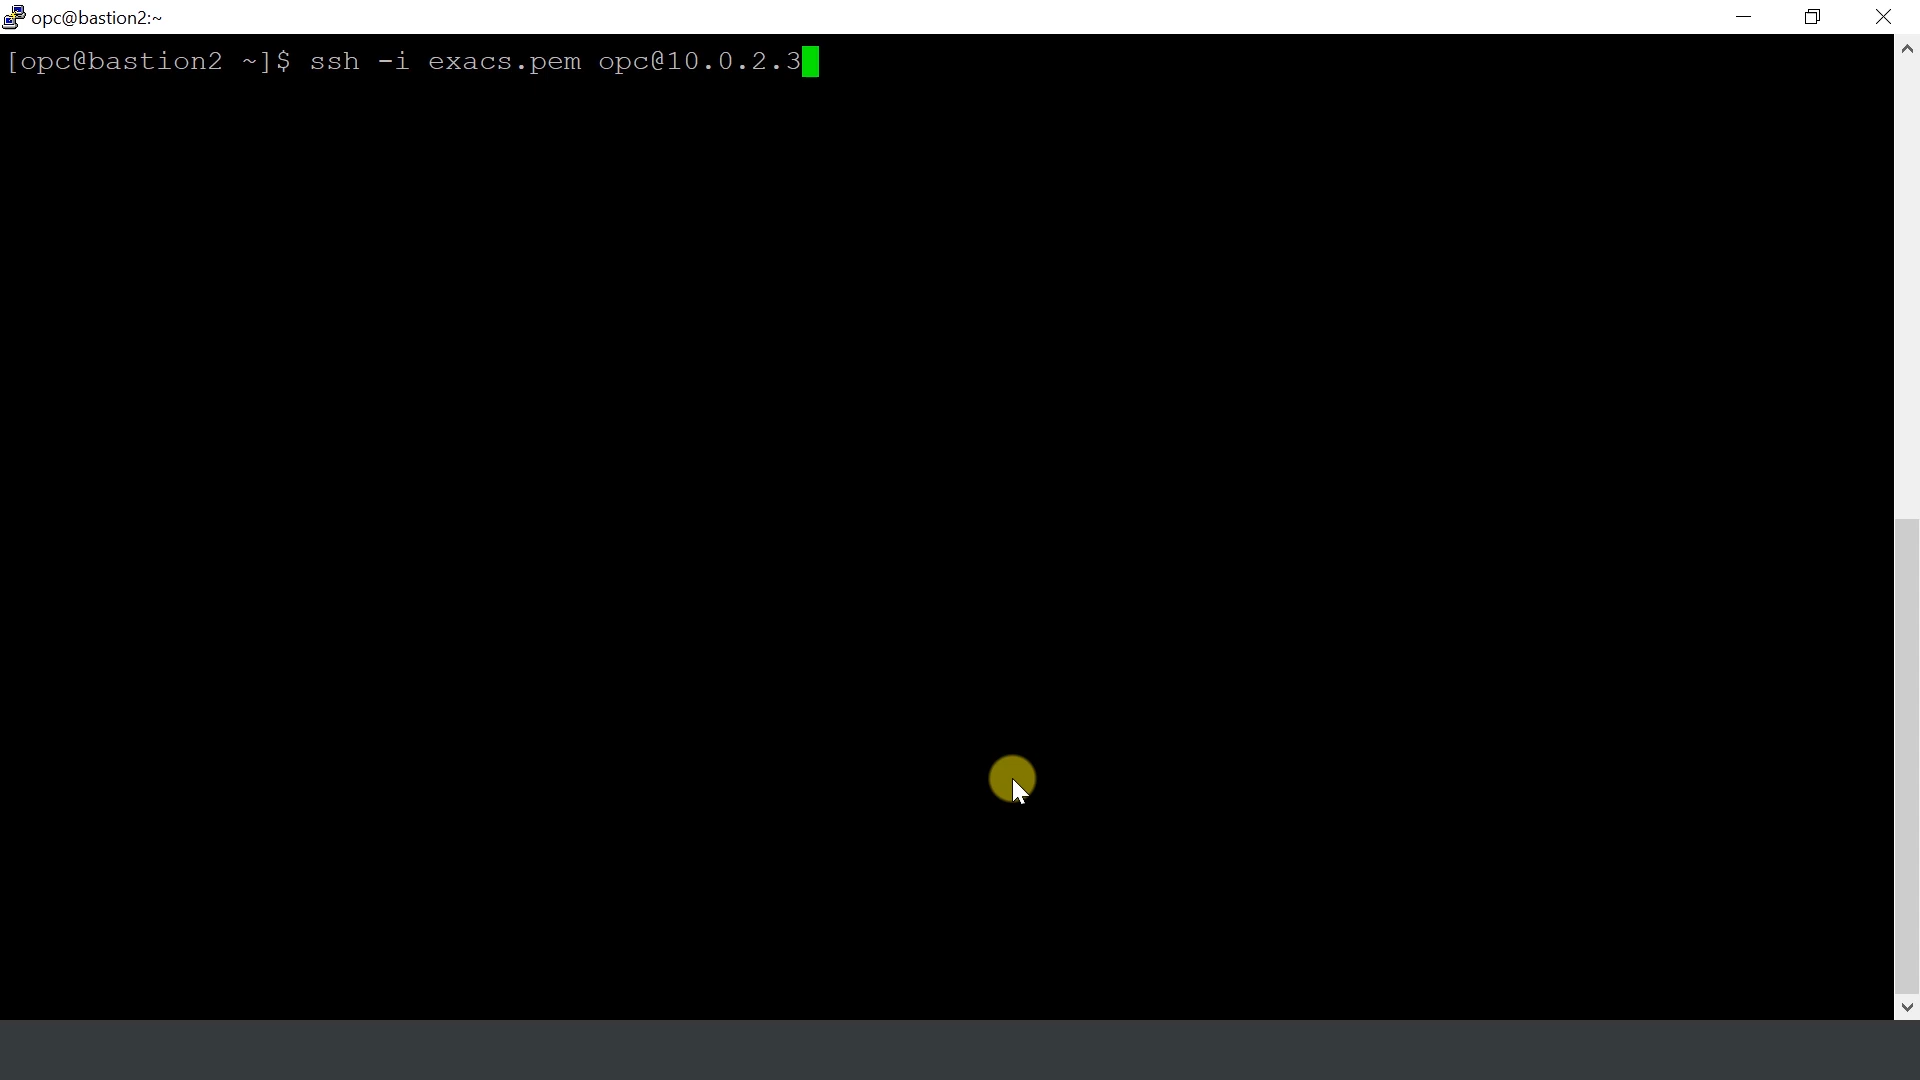 opc@bastion2:~
[opc@bastion2 ~]$ ssh -i exacs.pem opc@10.0.2.3